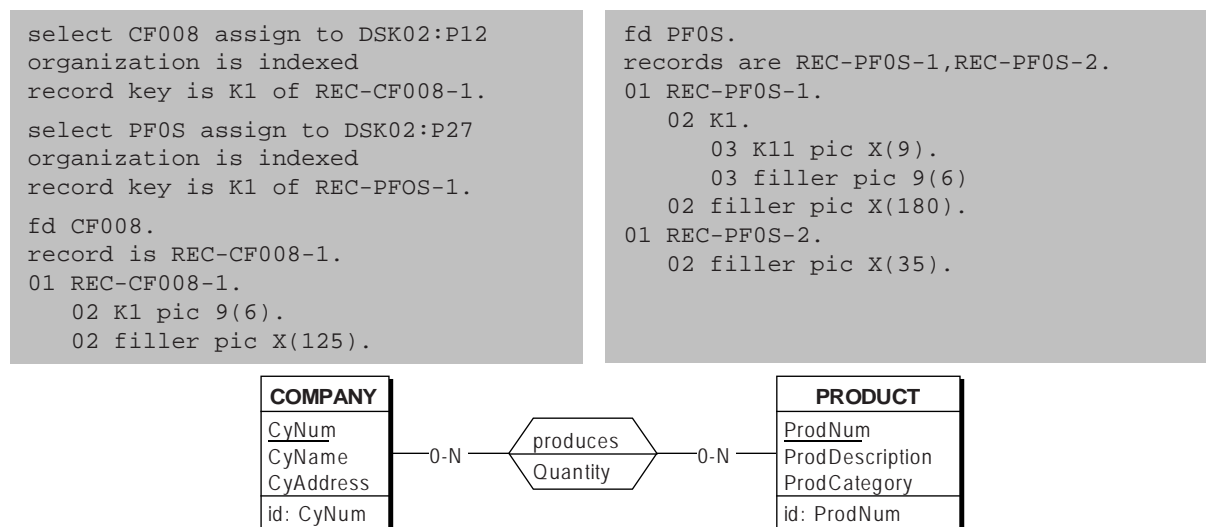 select CF008 assign to DSK02:P12
organization is indexed
record key is K1 of REC-CF008-1.
select PF0S assign to DSK02:P27
organization is indexed
record key is K1 of REC-PFOS-1.
fd CF008.
record is REC-CF008-1.
01 REC-CF008-1.
02 K1 pic 9(6).
02 filler pic X(125).
fd PF0S.
records are REC-PF0S-1,REC-PF0S-2.
01 REC-PF0S-1.
02 K1.
03 K11 pic X(9).
03 filler pic 9(6)
02 filler pic X(180).
01 REC-PF0S-2.
02 filler pic X(35).
COMPANY
CyNum
CyName
CyAddress
id: CyNum
0-N
produces
Quantity
0-N
PRODUCT
ProdNum
ProdDescription
ProdCategory
id: ProdNum